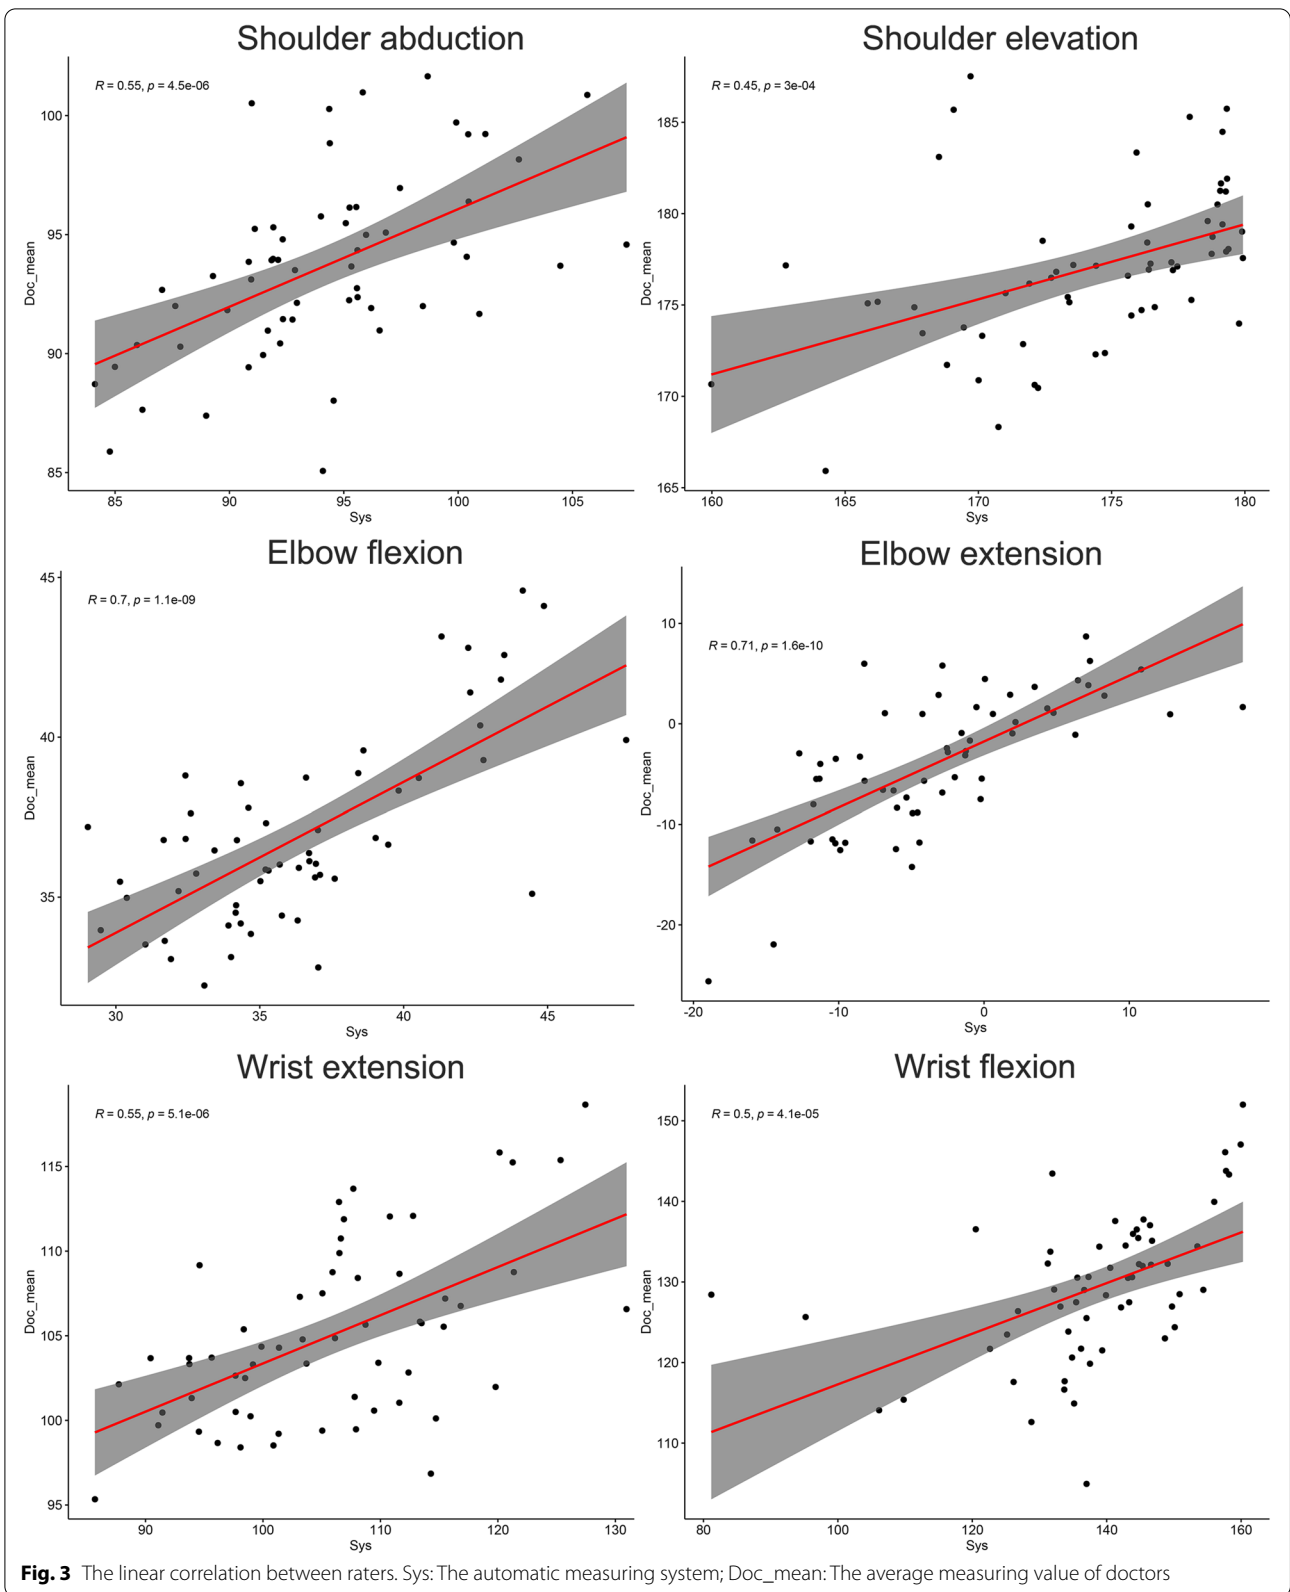 Shoulder abduction
R = 0.55, p = 4.5e-06
Doc_mean
100
95
90
85
85 90 95 100 105
Sys
Shoulder elevation
R = 0.45, p = 3e-04
Doc_mean
185
180
175
170
165
160 165 170 175 180
Sys
Elbow flexion
R = 0.7, p = 1.1e-09
Doc_mean
45
40
35
30 35 40 45
Sys
Elbow extension
R = 0.71, p = 1.6e-10
Doc_mean
10
0
-10
-20
-20 -10 0 10
Sys
Wrist extension
R = 0.55, p = 5.1e-06
Doc_mean
115
110
105
100
95
90 100 110 120 130
Sys
Wrist flexion
R = 0.5, p = 4.1e-05
Doc_mean
150
140
130
120
110
80 100 120 140 160
Sys
Fig. 3 The linear correlation between raters. Sys: The automatic measuring system; Doc_mean: The average measuring value of doctors